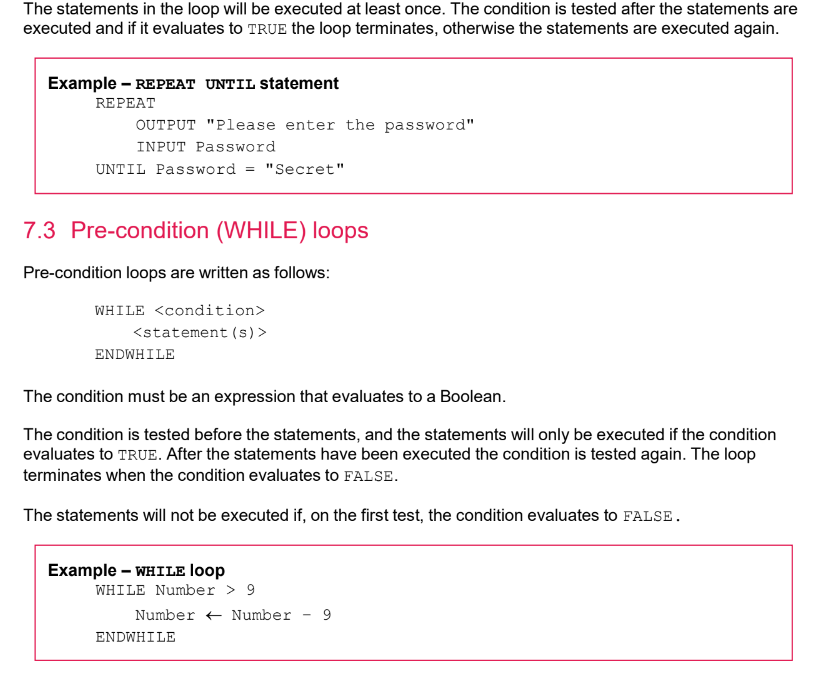 The statements in the loop will be executed at least once. The condition is tested after the statements are
executed and if it evaluates to TRUE the loop terminates, otherwise the statements are executed again.
Example – REPEAT UNTIL statement
REPEAT
OUTPUT "Please enter the password"
INPUT Password
UNTIL Password = "Secret"
7.3 Pre-condition (WHILE) loops
Pre-condition loops are written as follows:
WHILE <condition>
<statement(s)>
ENDWHILE
The condition must be an expression that evaluates to a Boolean.
The condition is tested before the statements, and the statements will only be executed if the condition
evaluates to TRUE. After the statements have been executed the condition is tested again. The loop
terminates when the condition evaluates to FALSE.
The statements will not be executed if, on the first test, the condition evaluates to FALSE.
Example – WHILE loop
WHILE Number > 9
Number ← Number – 9
ENDWHILE